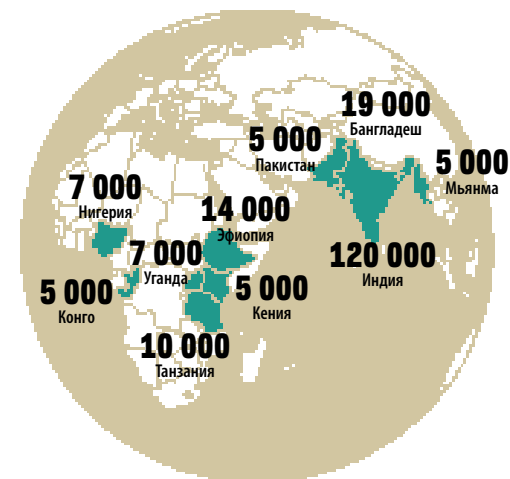 19 000
Бангладеш
5 000
Пакистан
5 000
Мьянма
7 000
Нигерия
14 000
Эфиопия
7 000
Уганда
120 000
Индия
5 000
Конго
5 000
Кения
10 000
Танзания